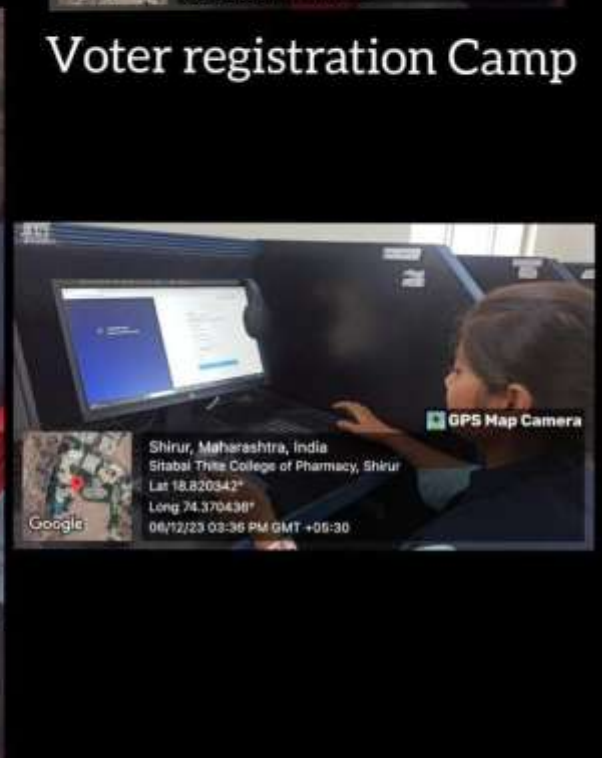 Voter registration Camp
GPS Map Camera
Shirur, Maharashtra, India
Sitabai Thite College of Pharmacy, Shirur
Lat 18.820342°
Long 74.370436°
06/12/23 03:36 PM GMT +05:30
Google